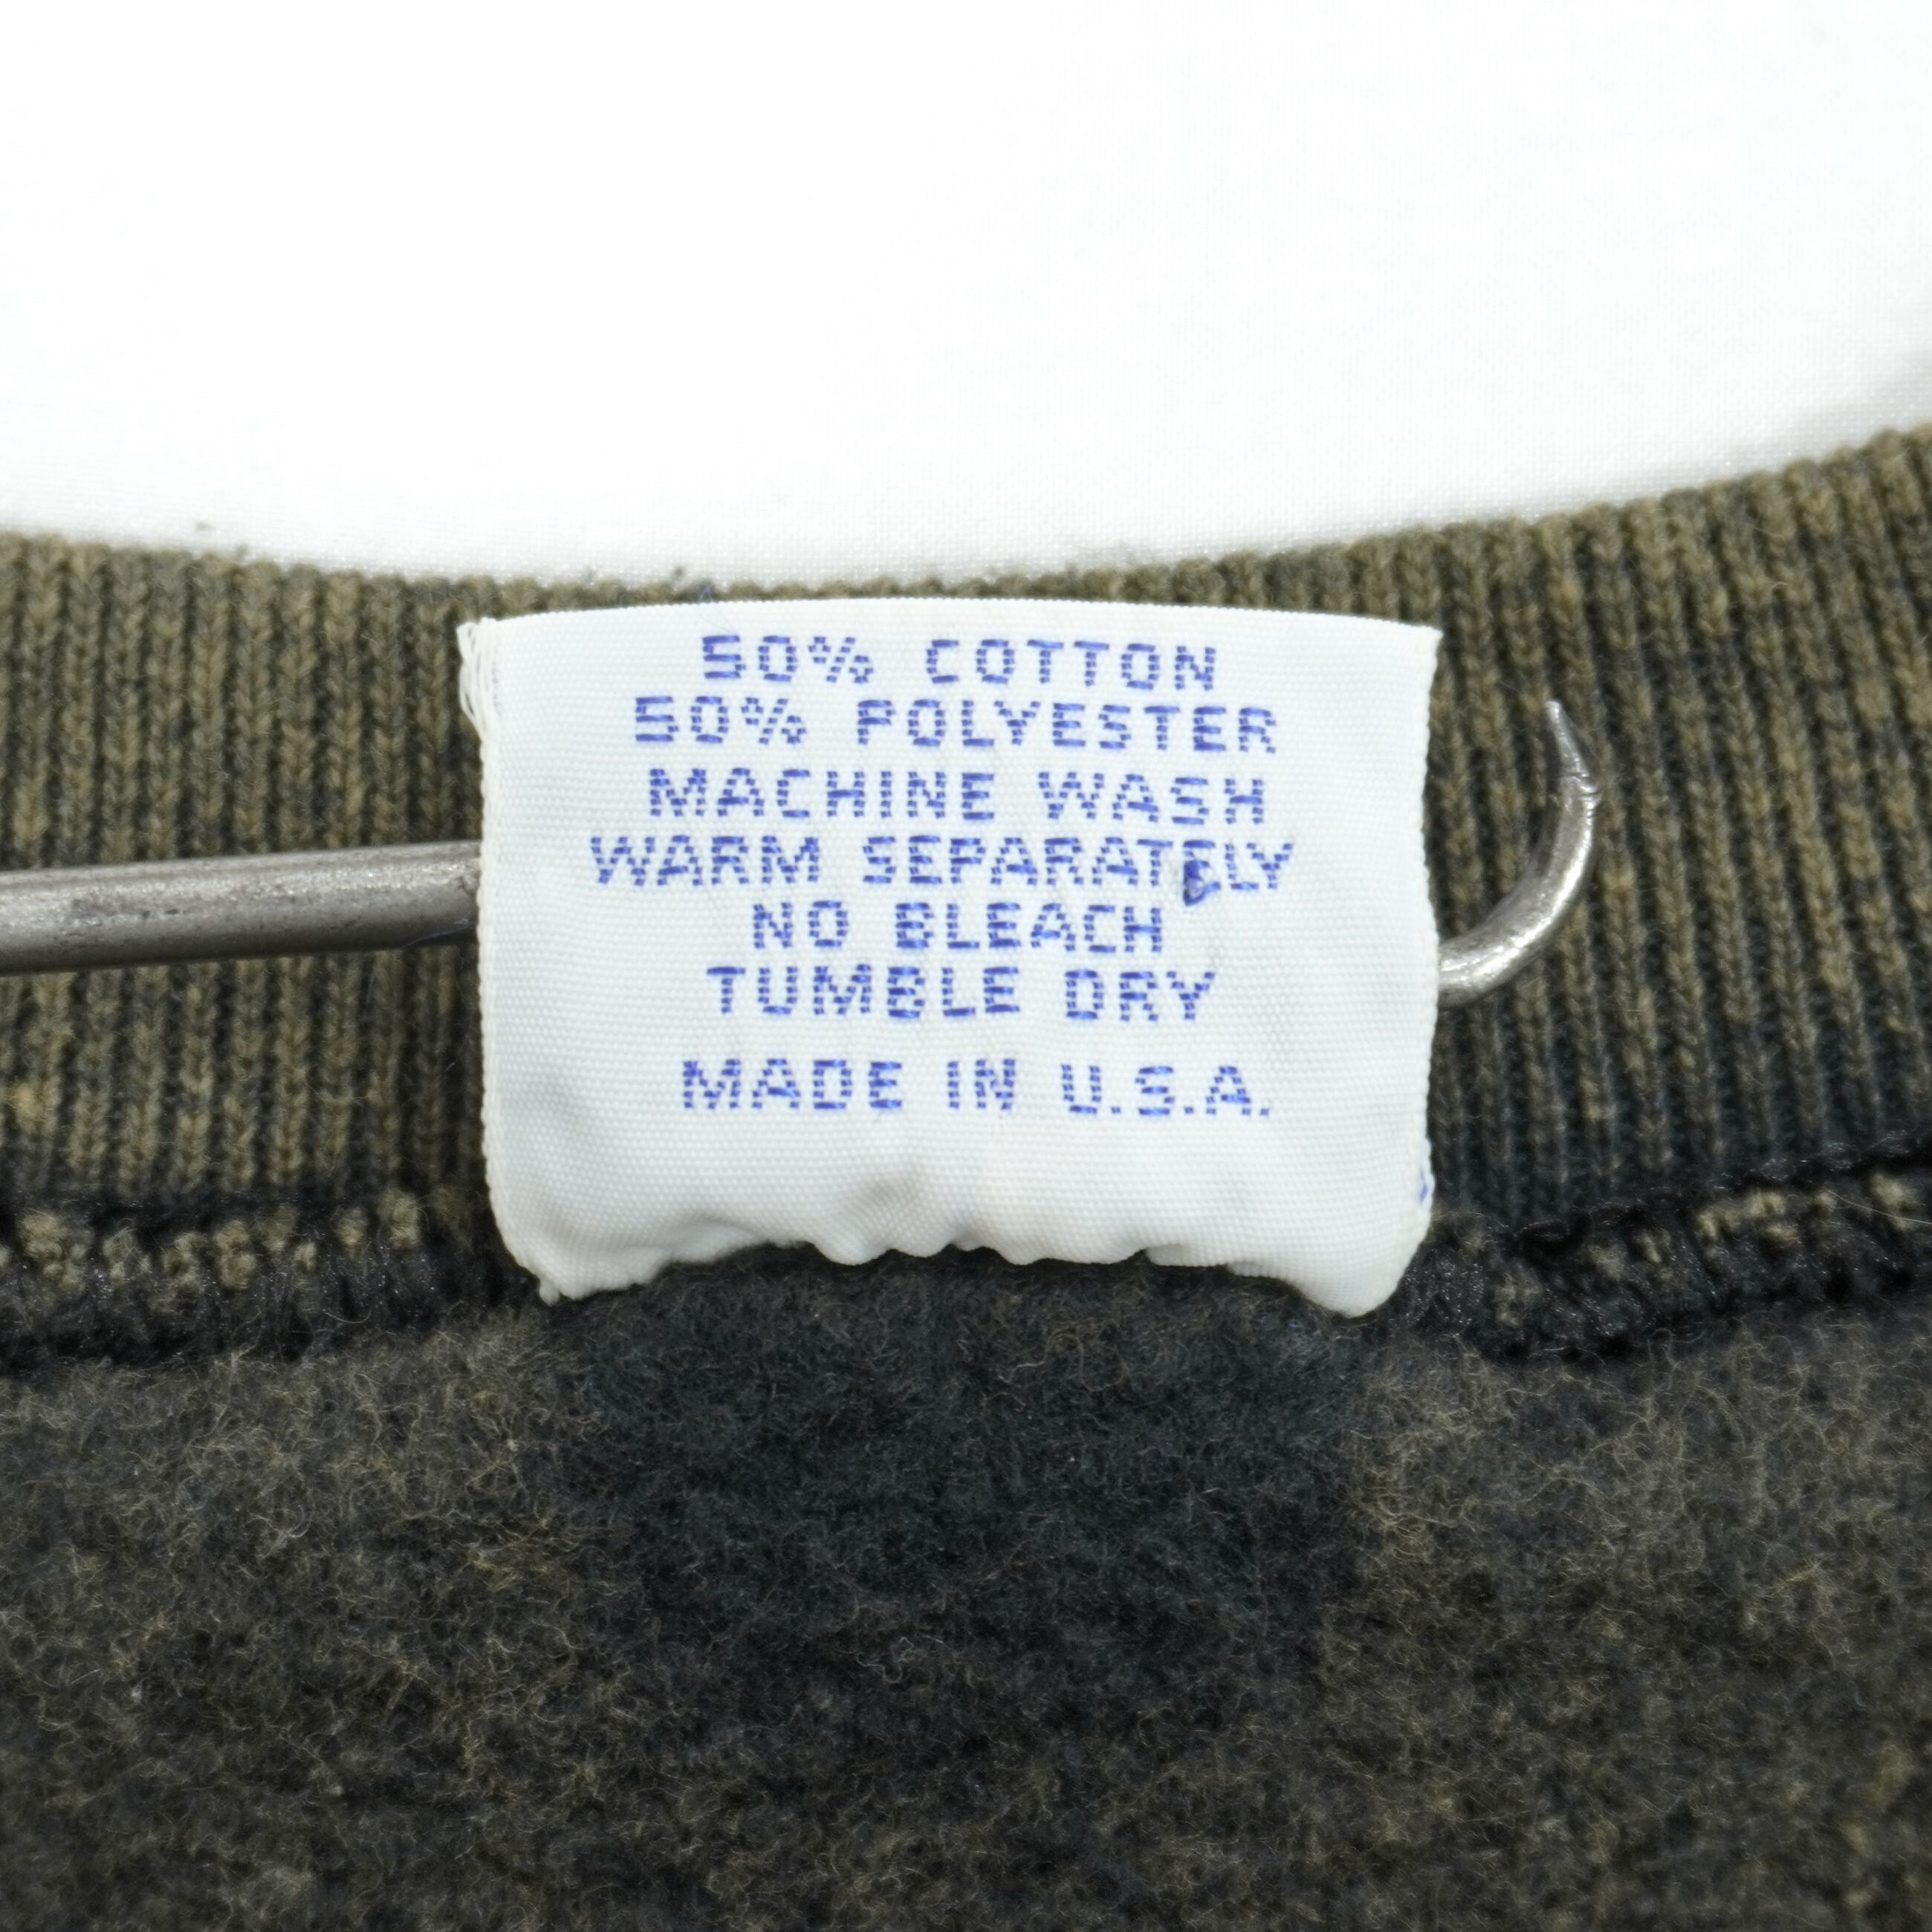 50% COTTON
50% POLYESTER
MACHINE WASH
WARM SEPARATELY
NO BLEACH
TUMBLE DRY
MADE IN U.S.A.